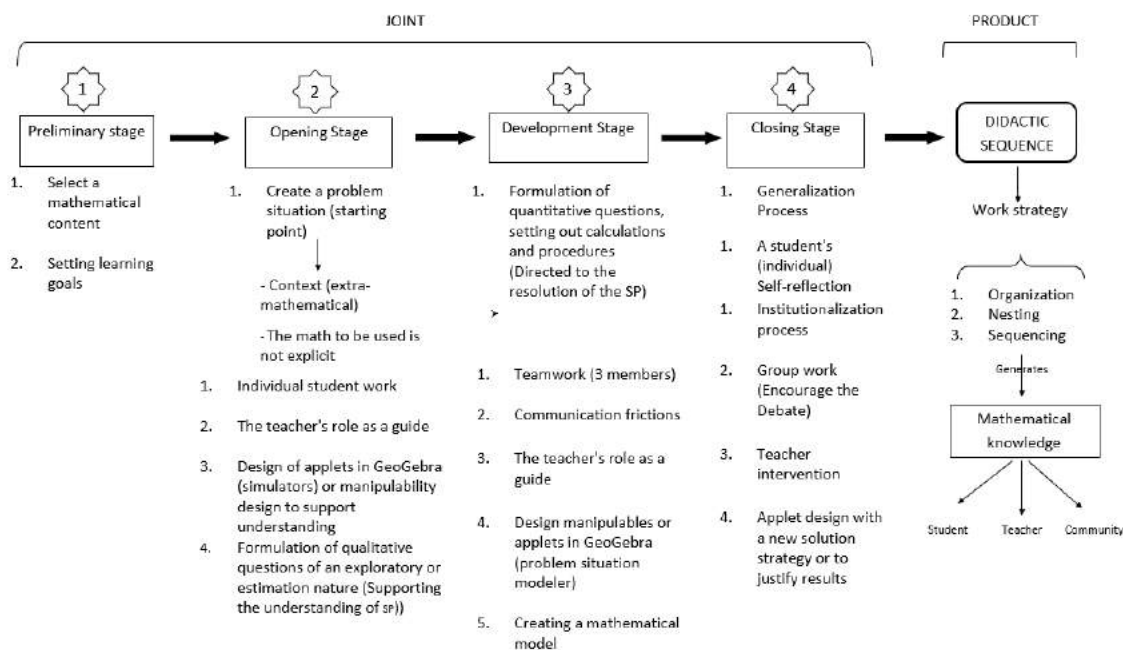 JOINT
PRODUCT
1
Preliminary stage
1. Select a
mathematical
content
2. Setting learning
goals
2
Opening Stage
1. Create a problem
situation (starting
point)
- Context (extra-
mathematical)
-The math to be used is
not explicit
1. Individual student work
2. The teacher's role as a guide
3. Design of applets in GeoGebra
(simulators) or manipulability
design to support
understanding
4. Formulation of qualitative
questions of an exploratory or
estimation nature (Supporting
the understanding of SP))
3
Development Stage
1. Formulation of
quantitative questions,
setting out calculations
and procedures
(Directed to the
resolution of the SP)
1. Teamwork (3 members)
2. Communication frictions
3. The teacher's role as a
guide
4. Design manipulables or
applets in GeoGebra
(problem situation
modeler)
5. Creating a mathematical
model
4
Closing Stage
1. Generalization
Process
1. A student's
(individual)
Self-reflection
1. Institutionalization
process
2. Group work
(Encourage the
Debate)
3. Teacher
intervention
4. Applet design with
a new solution
strategy or to
justify results
DIDACTIC
SEQUENCE
Work strategy
1. Organization
2. Nesting
3. Sequencing
Generates
Mathematical
knowledge
Student
Teacher
Community